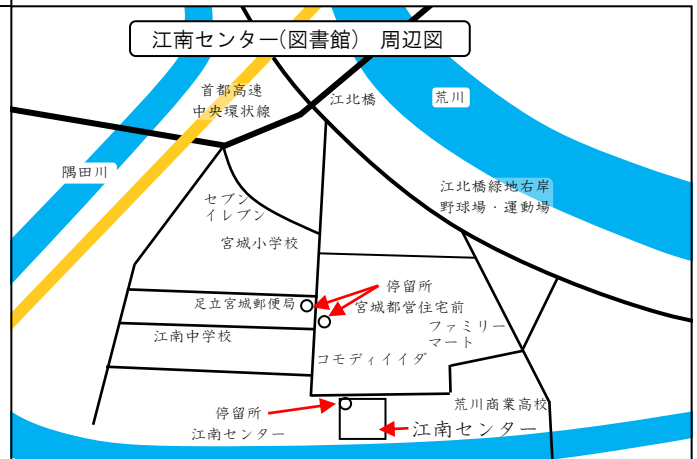 江南センター(図書館) 周辺図
首都高速
中央環状線
江北橋
荒川
隅田川
江北橋緑地右岸
野球場・運動場
セブン
イレブン
宮城小学校
停留所
足立宮城郵便局
宮城都営住宅前
ファミリー
マート
江南中学校
コモディイイダ
荒川商業高校
停留所
江南センター
江南センター